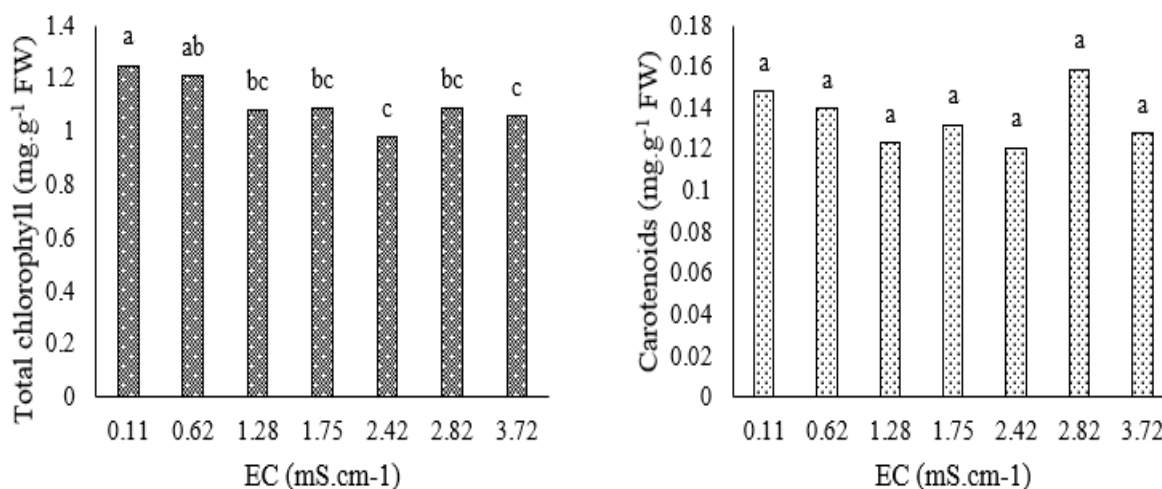 Total chlorophyll (mg.g⁻¹ FW)
1.4
1.2
1
0.8
0.6
0.4
0.2
0
a
ab
bc
bc
c
bc
c
0.11 0.62 1.28 1.75 2.42 2.82 3.72
EC (mS.cm-1)
Carotenoids (mg.g⁻¹ FW)
0.18
0.16
0.14
0.12
0.1
0.08
0.06
0.04
0.02
0
a
a
a
a
a
a
a
0.11 0.62 1.28 1.75 2.42 2.82 3.72
EC (mS.cm-1)